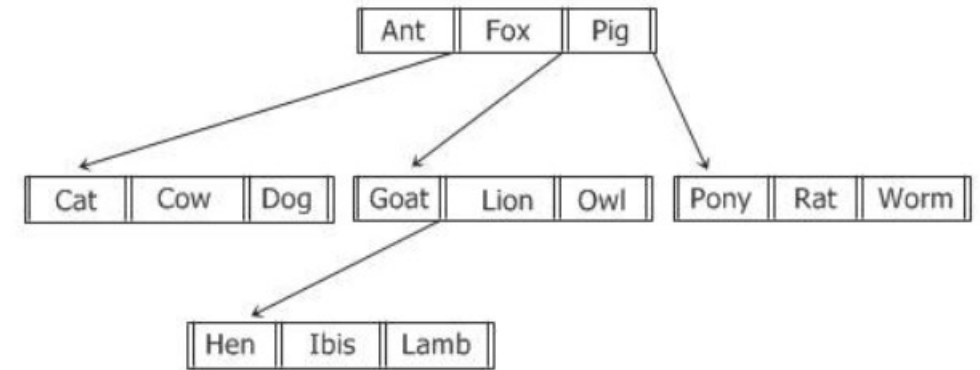 Ant Fox Pig
Cat Cow Dog Goat Lion Owl Pony Rat Worm
Hen Ibis Lamb